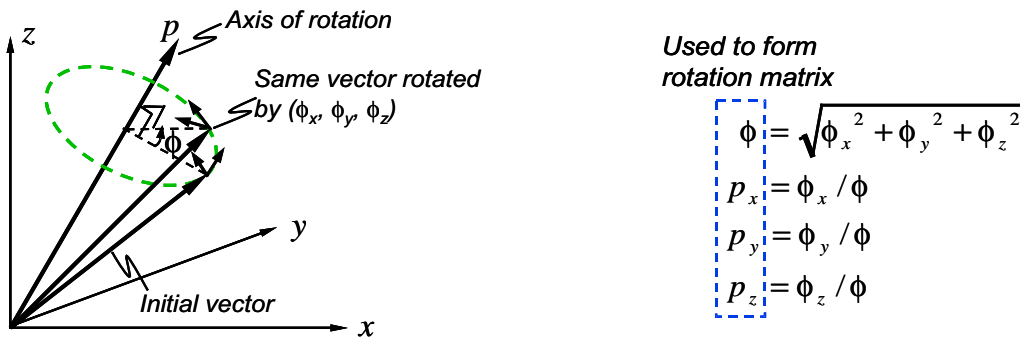 z
p
Axis of rotation
Same vector rotated
by (ϕx, ϕy, ϕz)
ϕ
y
Initial vector
x
Used to form
rotation matrix
ϕ = √ϕx² + ϕy² + ϕz²
px = ϕx / ϕ
py = ϕy / ϕ
pz = ϕz / ϕ